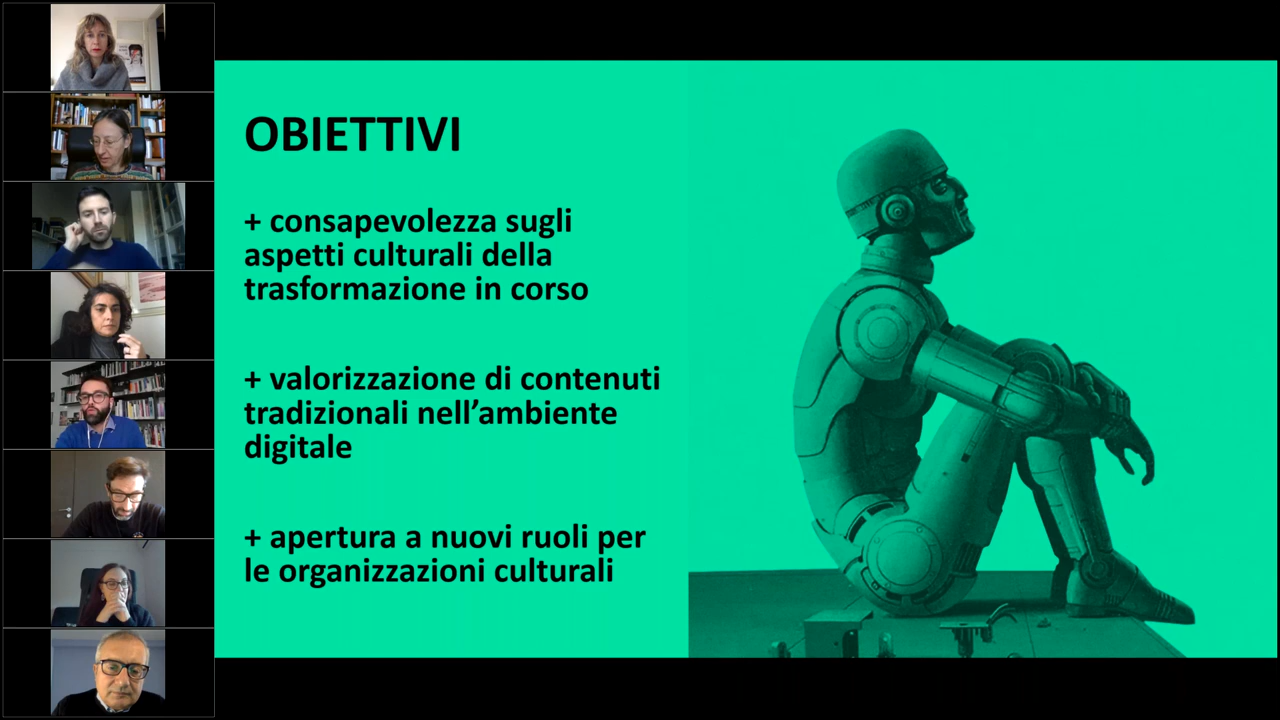 OBIETTIVI
+ consapevolezza sugli
aspetti culturali della
trasformazione in corso
+ valorizzazione di contenuti
tradizionali nell’ambiente
digitale
+ apertura a nuovi ruoli per
le organizzazioni culturali